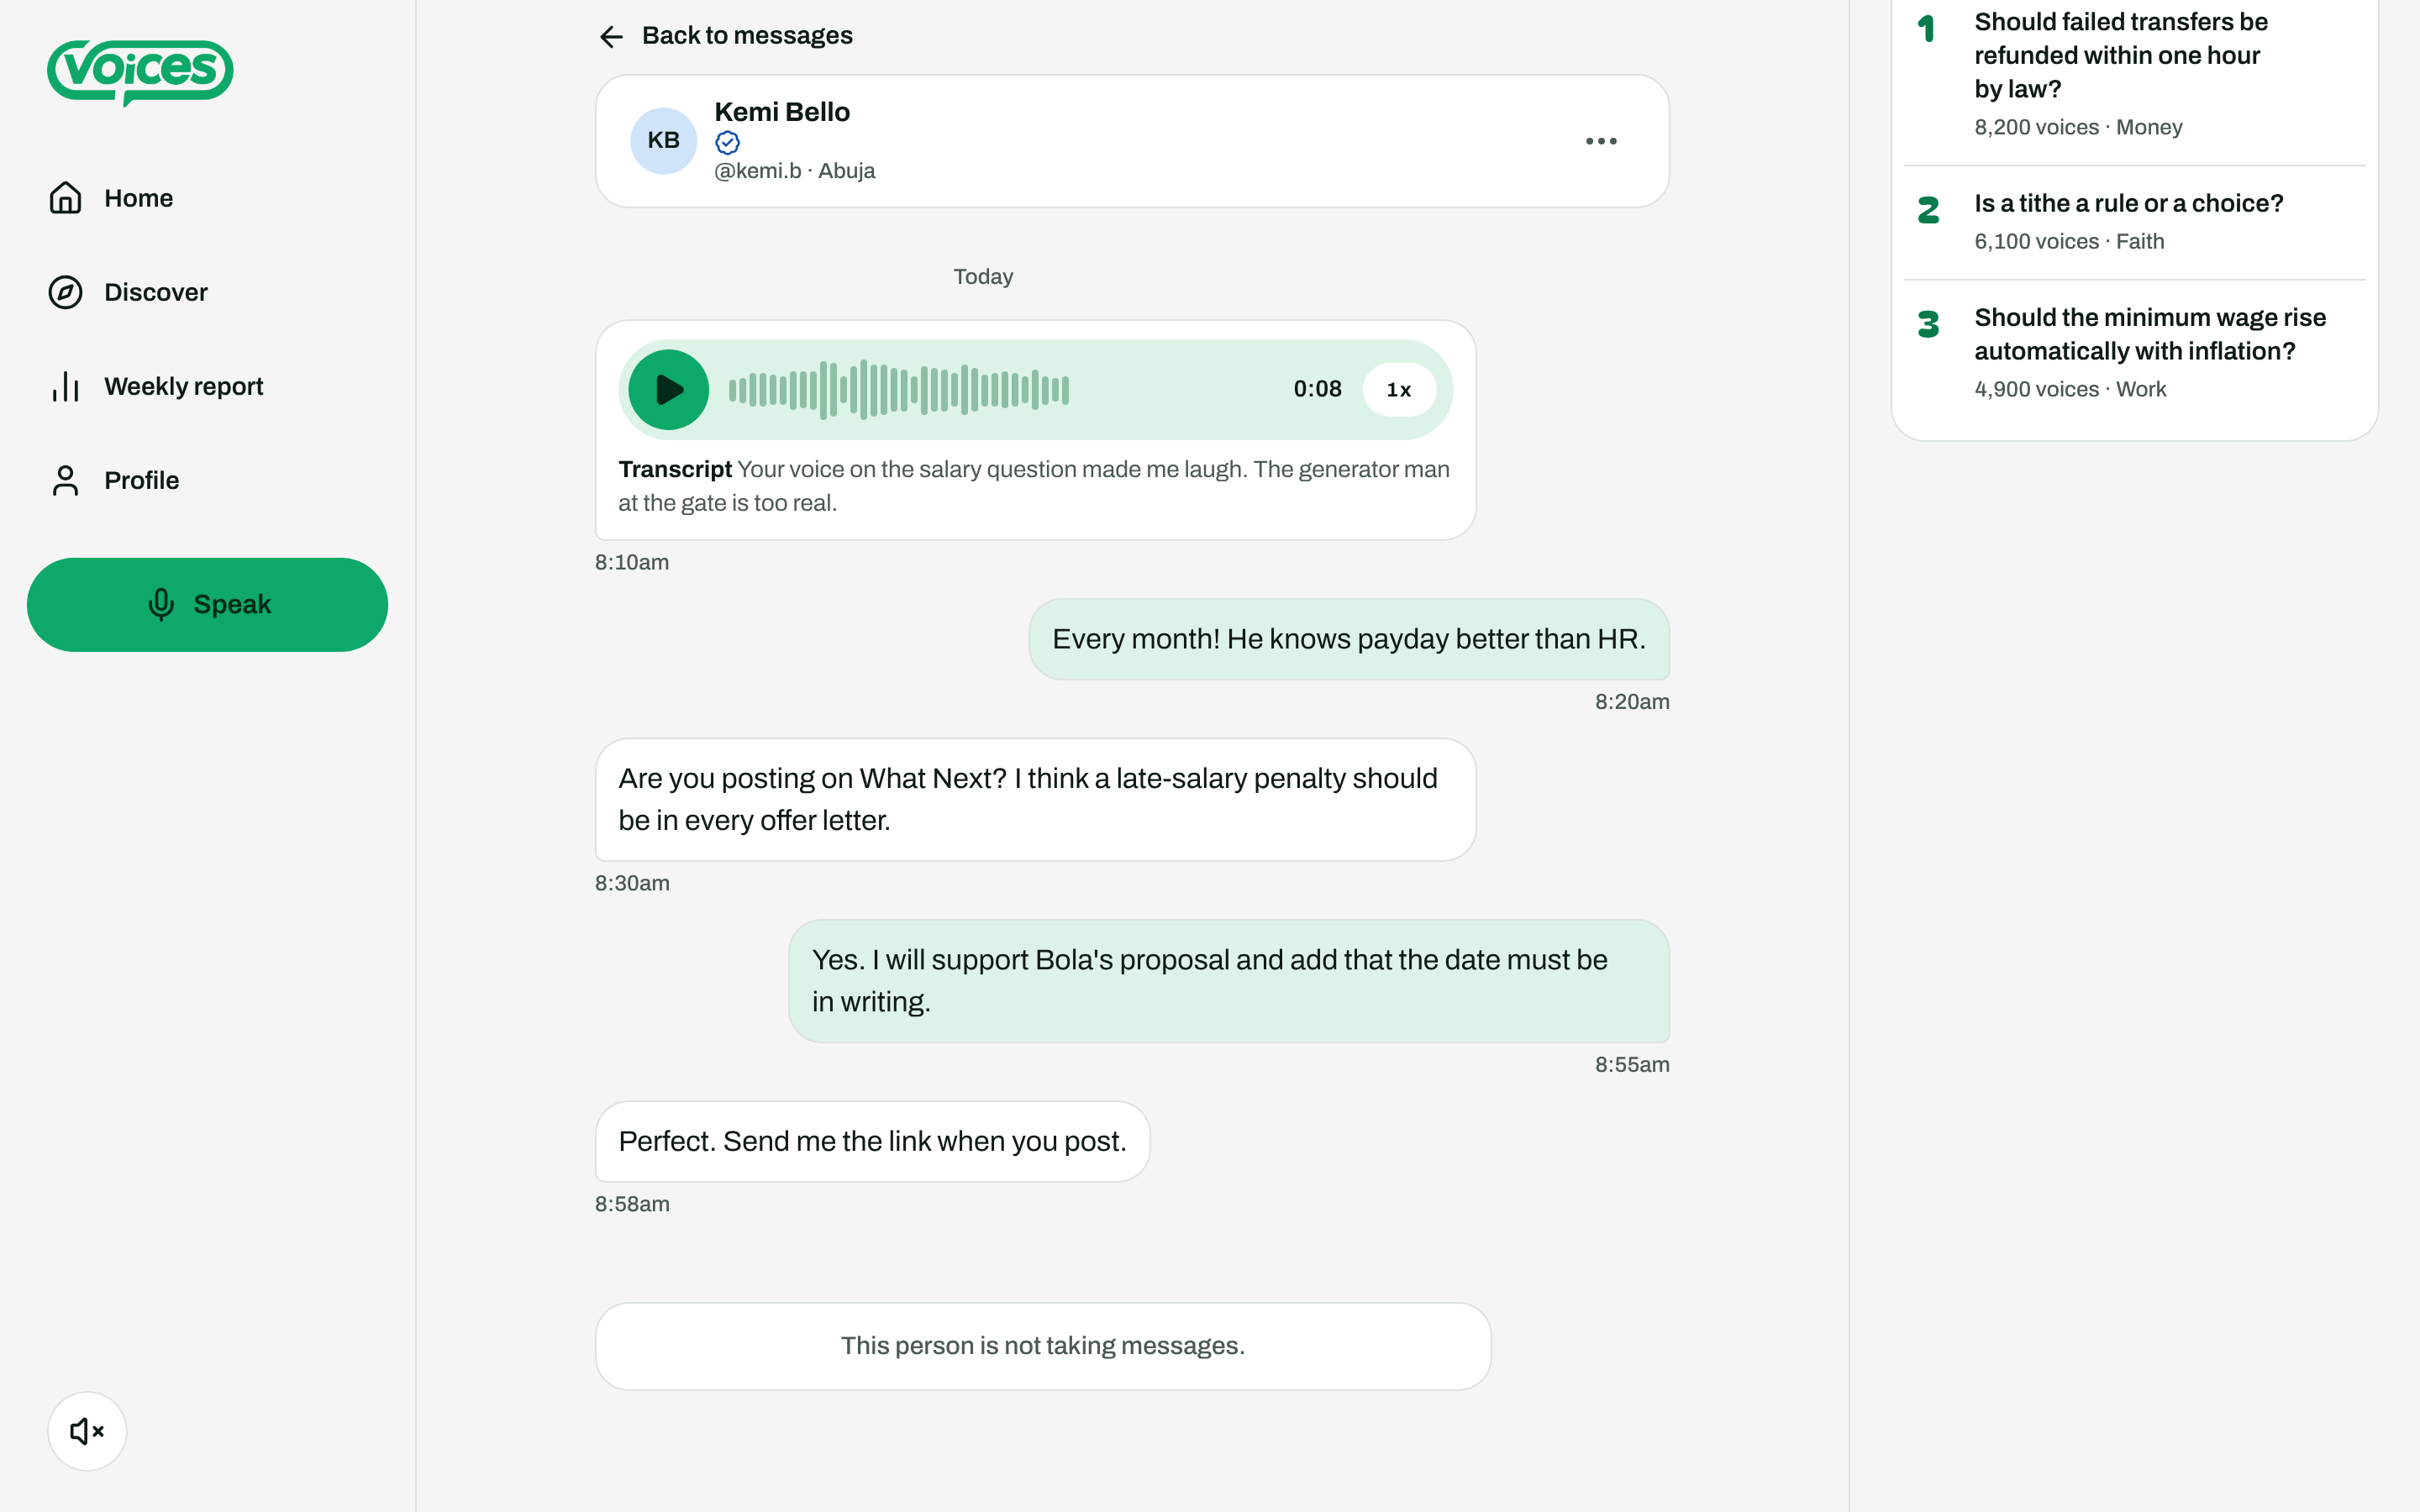 Voices
Home
Discover
Weekly report
Profile
Speak
Back to messages
KB
Kemi Bello
@kemi.b · Abuja
Today
0:08
1x
Transcript Your voice on the salary question made me laugh. The generator man
at the gate is too real.
8:10am
Every month! He knows payday better than HR.
8:20am
Are you posting on What Next? I think a late-salary penalty should
be in every offer letter.
8:30am
Yes. I will support Bola's proposal and add that the date must be
in writing.
8:55am
Perfect. Send me the link when you post.
8:58am
This person is not taking messages.
1
Should failed transfers be
refunded within one hour
by law?
8,200 voices · Money
2
Is a tithe a rule or a choice?
6,100 voices · Faith
3
Should the minimum wage rise
automatically with inflation?
4,900 voices · Work